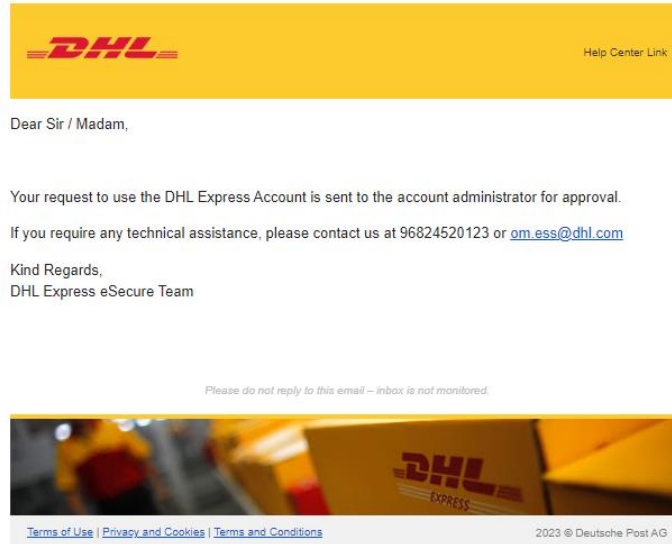 DHL
Help Center Link
Dear Sir / Madam,
Your request to use the DHL Express Account is sent to the account administrator for approval.
If you require any technical assistance, please contact us at 96824520123 or om.ess@dhl.com
Kind Regards,
DHL Express eSecure Team
Please do not reply to this email – inbox is not monitored.
DHL
EXPRESS
Terms of Use | Privacy and Cookies | Terms and Conditions
2023 © Deutsche Post AG